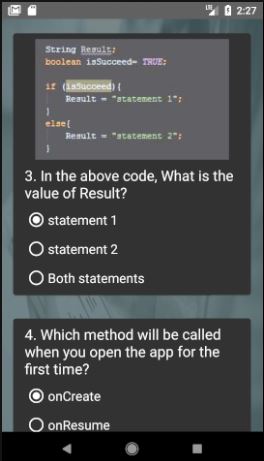 LTE 2:27
String Result;
boolean isSucceed= TRUE;
if (isSucceed){
Result = "statement 1";
}
else{
Result = "statement 2";
}
3. In the above code, What is the
value of Result?
statement 1
statement 2
Both statements
4. Which method will be called
when you open the app for the
first time?
onCreate
onResume